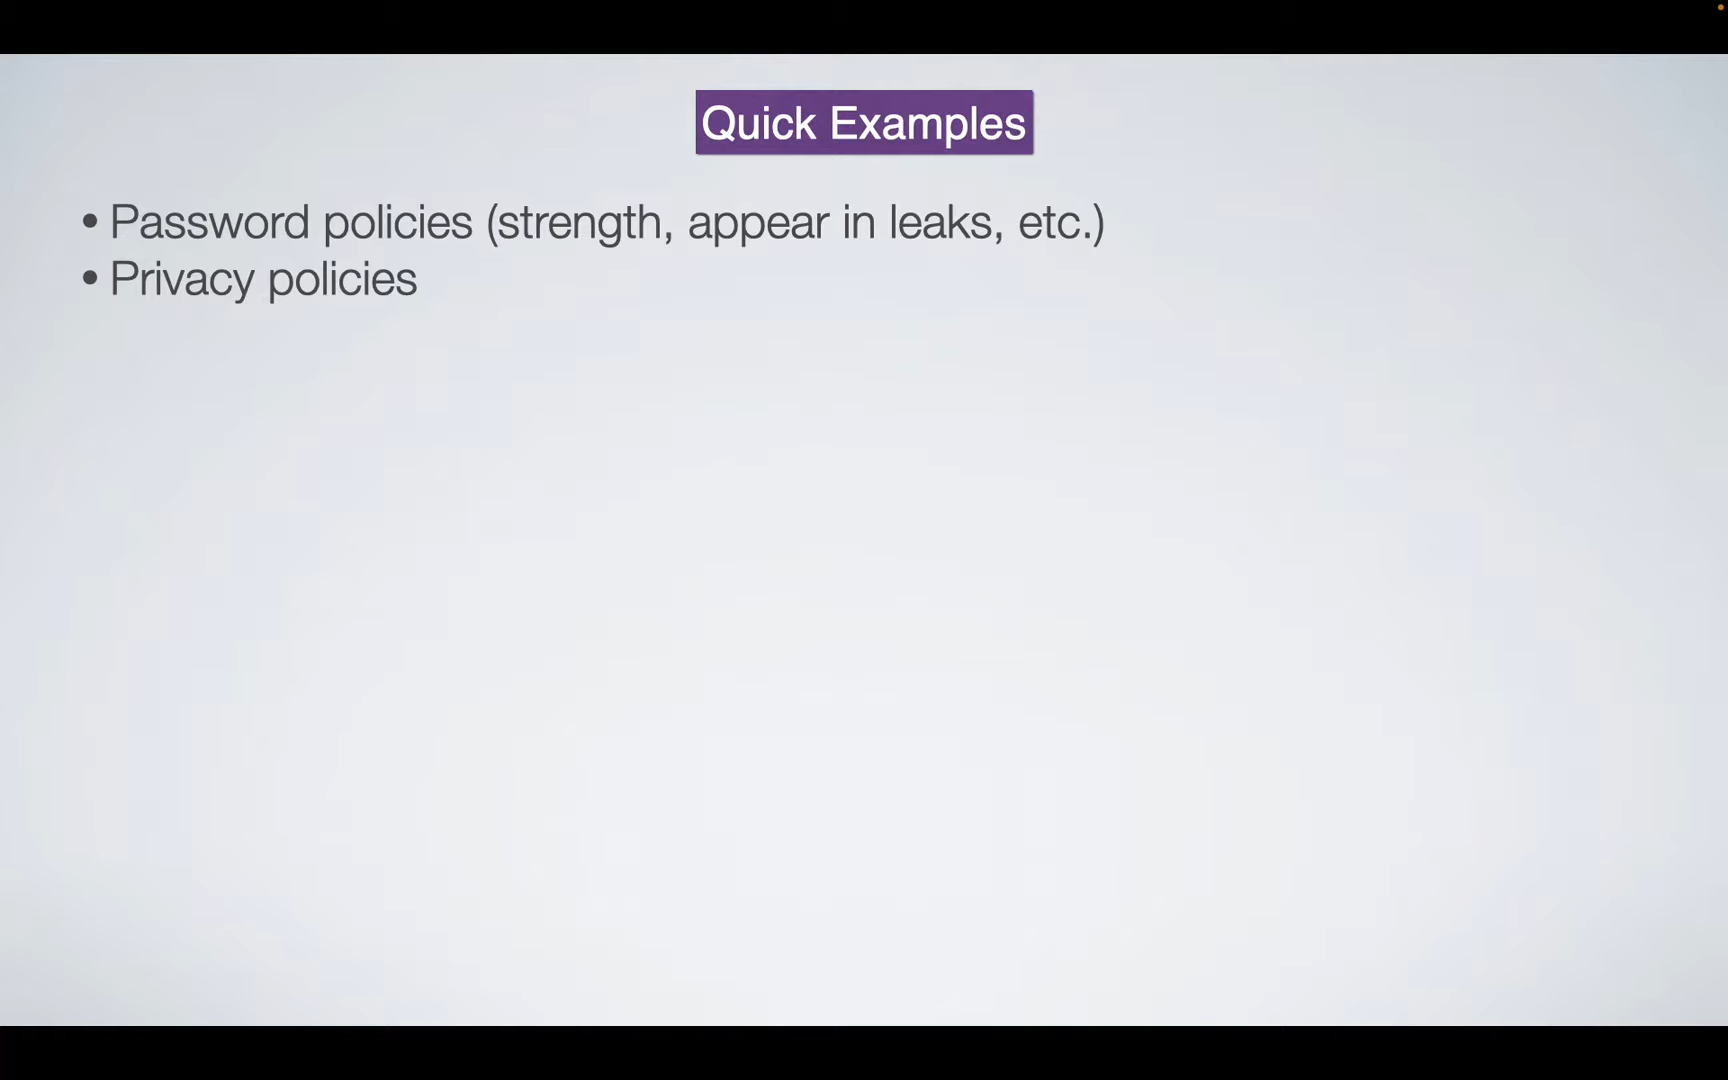 Quick Examples
• Password policies (strength, appear in leaks, etc.)
• Privacy policies